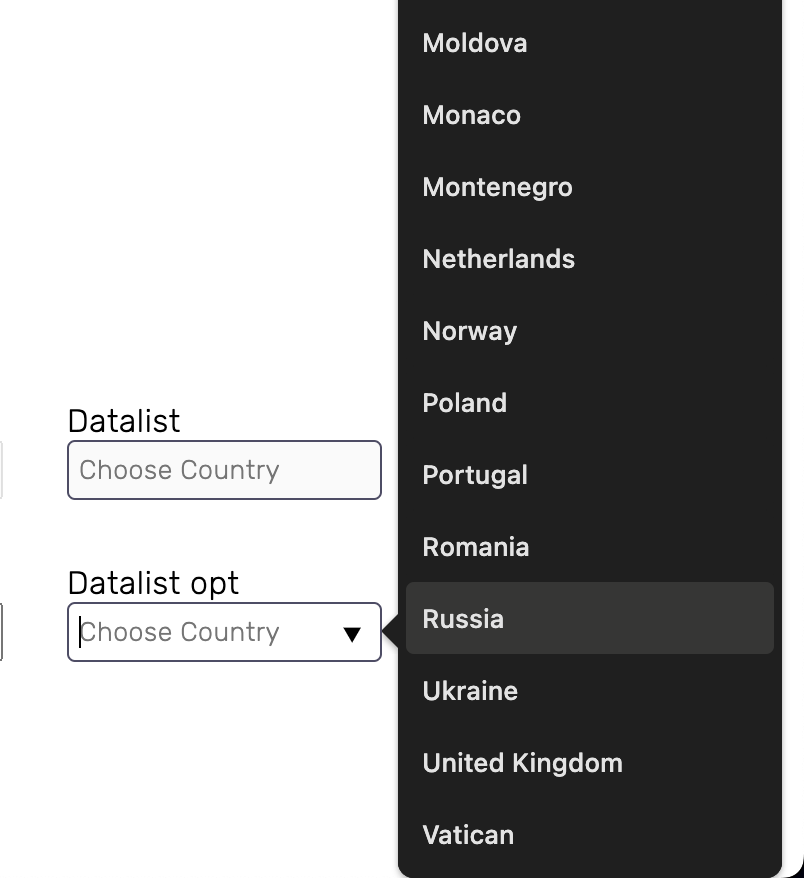 Datalist
Choose Country
Datalist opt
Choose Country
Moldova
Monaco
Montenegro
Netherlands
Norway
Poland
Portugal
Romania
Russia
Ukraine
United Kingdom
Vatican